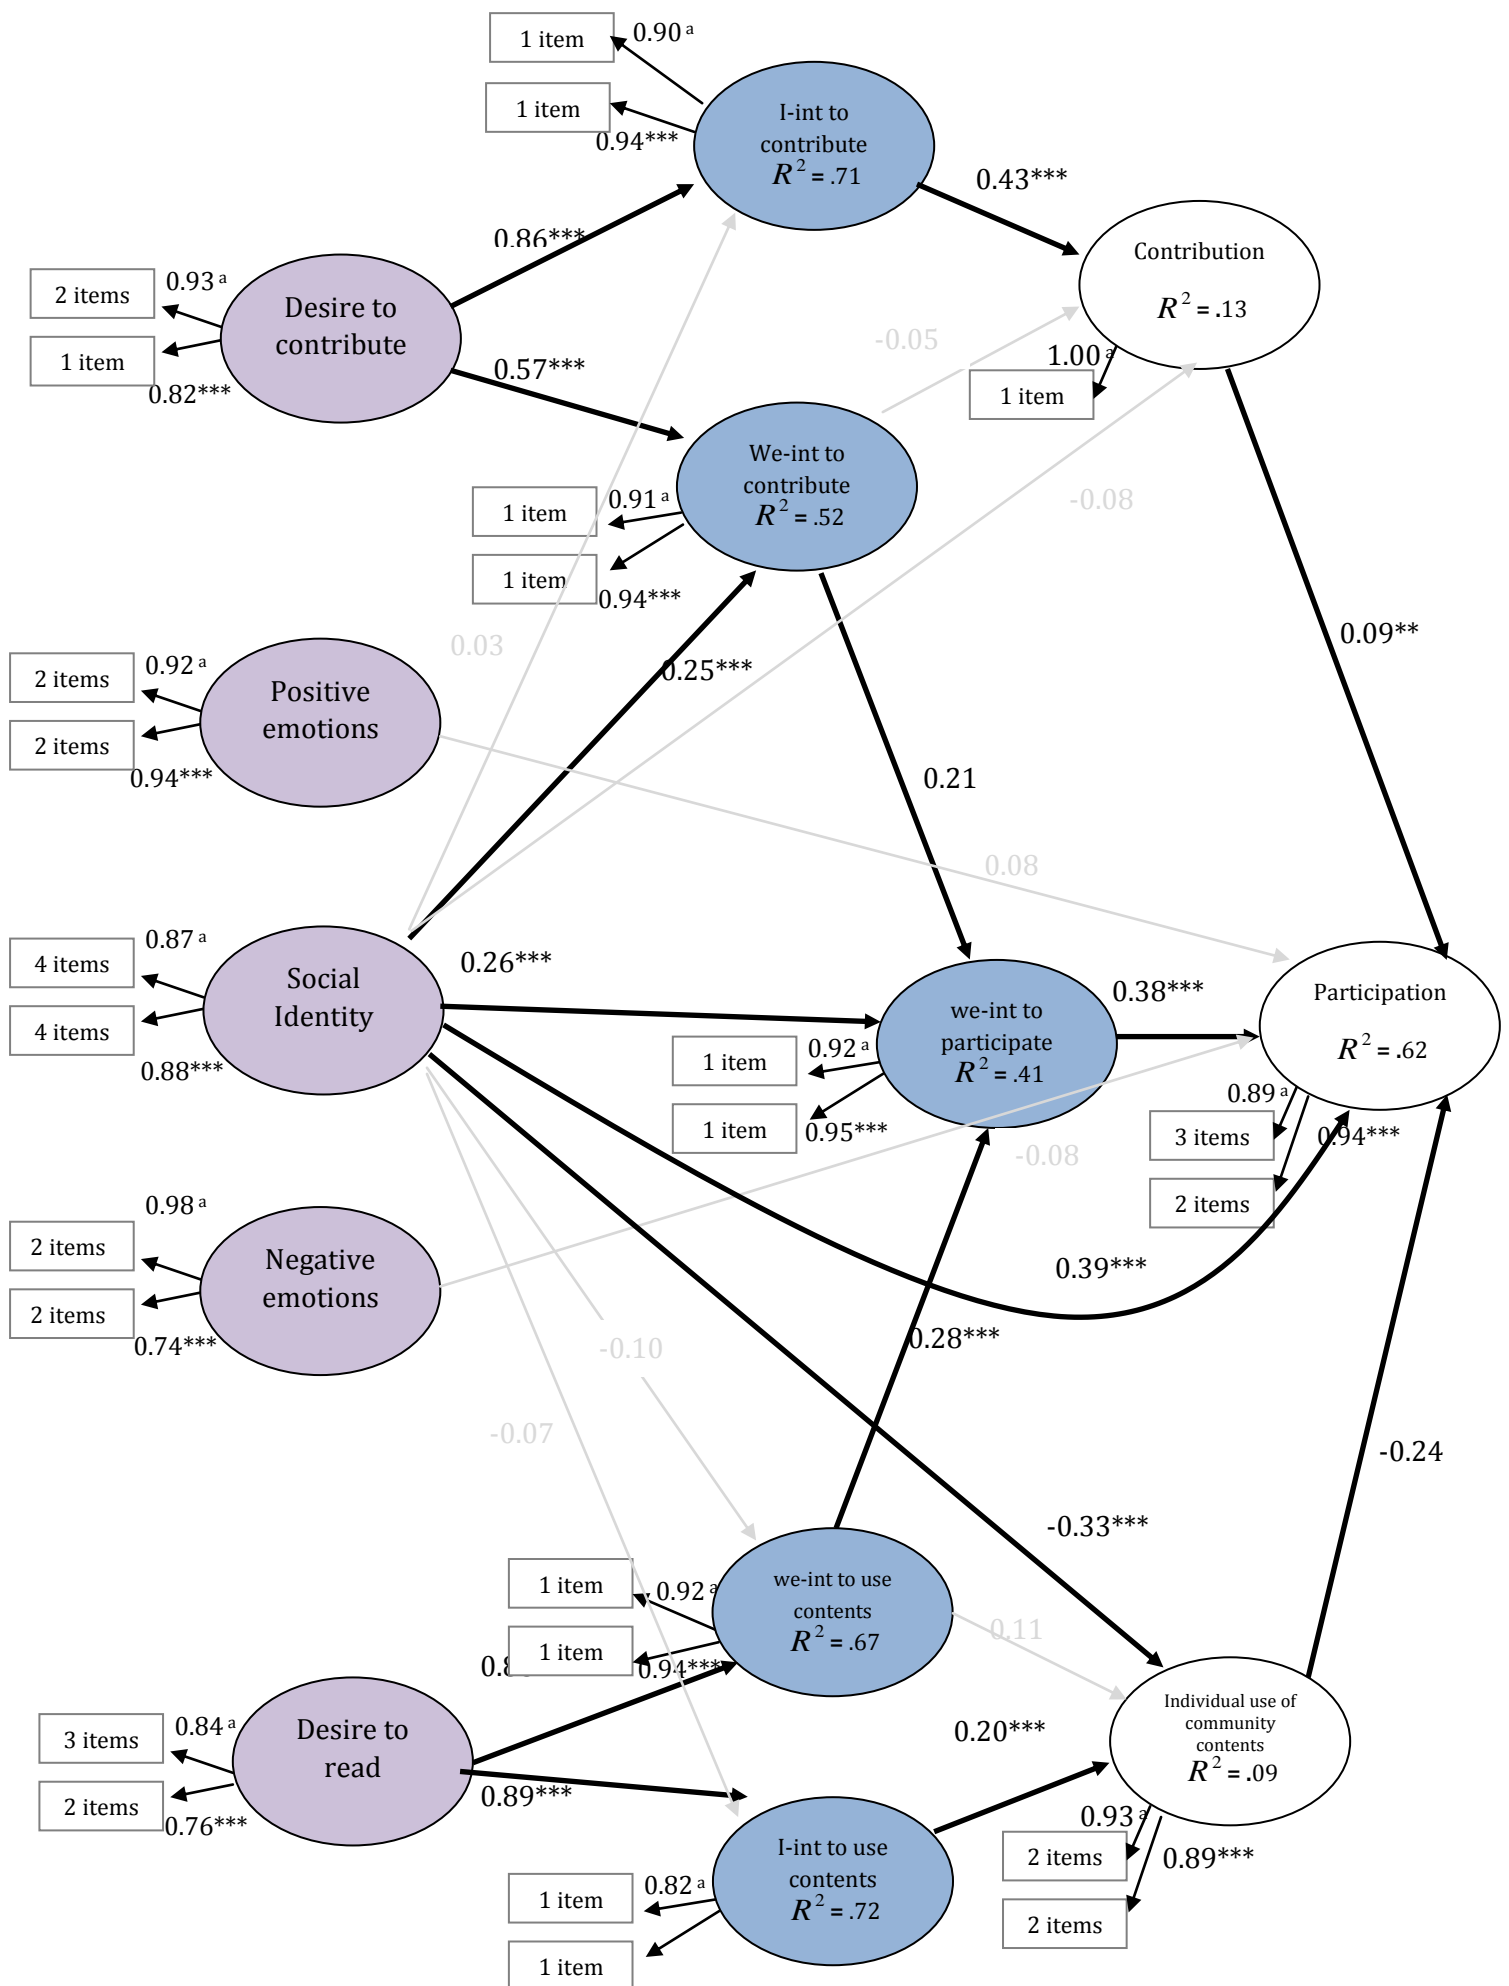 1 item
0.90 a
1 item
0.94***
I-int to
contribute
R² = .71
0.43***
0.86***
Contribution
R² = .13
2 items
0.93 a
1 item
0.82***
Desire to
contribute
-0.05
1.00 a
1 item
0.57***
We-int to
contribute
R² = .52
1 item
0.91 a
1 item
0.94***
-0.08
0.03
0.25***
0.09**
2 items
0.92 a
2 items
0.94***
Positive
emotions
0.21
0.08
4 items
0.87 a
4 items
0.88***
Social
Identity
0.26***
we-int to
participate
R² = .41
0.38***
Participation
R² = .62
1 item
0.92 a
1 item
0.95***
0.89 a
3 items
0.94***
2 items
-0.08
0.98 a
2 items
2 items
0.74***
Negative
emotions
0.39***
-0.10
0.28***
-0.07
-0.24
-0.33***
1 item
0.92 a
1 item
0.94***
we-int to use
contents
R² = .67
0.11
3 items
0.84 a
2 items
0.76***
Desire to
read
0.89***
0.20***
Individual use of
community
contents
R² = .09
0.93 a
2 items
0.89***
2 items
I-int to use
contents
R² = .72
1 item
0.82 a
1 item